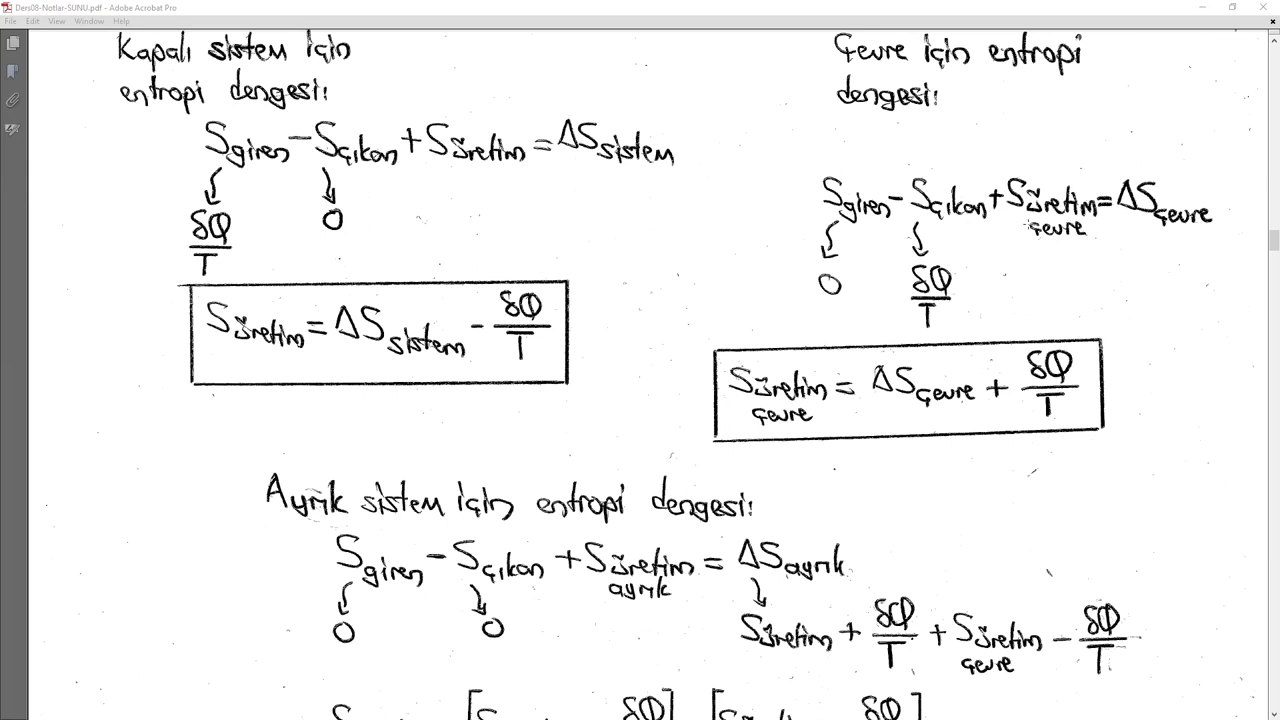 Ders08-Notlar-SUNU.pdf - Adobe Acrobat Pro
File Edit View Window Help
Kapalı sistem için
entropi dengesi:
Sgiren - Sçıkan + Süretim = ΔSsistem
δQ/T
0
Süretim = ΔSsistem - δQ/T
Çevre için entropi
dengesi:
Sgiren - Sçıkan + Süretim çevre = ΔSçevre
0
δQ/T
Süretim çevre = ΔSçevre + δQ/T
Ayrık sistem için entropi dengesi:
Sgiren - Sçıkan + Süretim ayrık = ΔSayrık
0 0
Süretim + δQ/T + Süretim çevre - δQ/T